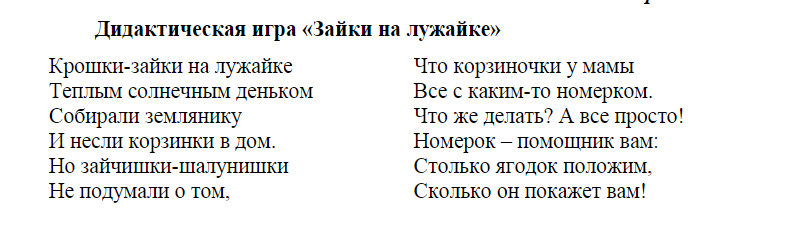 Дидактическая игра «Зайки на лужайке»
Крошки-зайки на лужайке
Теплым солнечным деньком
Собирали землянику
И несли корзинки в дом.
Но зайчишки-шалунишки
Не подумали о том,
Что корзиночки у мамы
Все с каким-то номерком.
Что же делать? А все просто!
Номерок – помощник вам:
Столько ягодок положим,
Сколько он покажет вам!